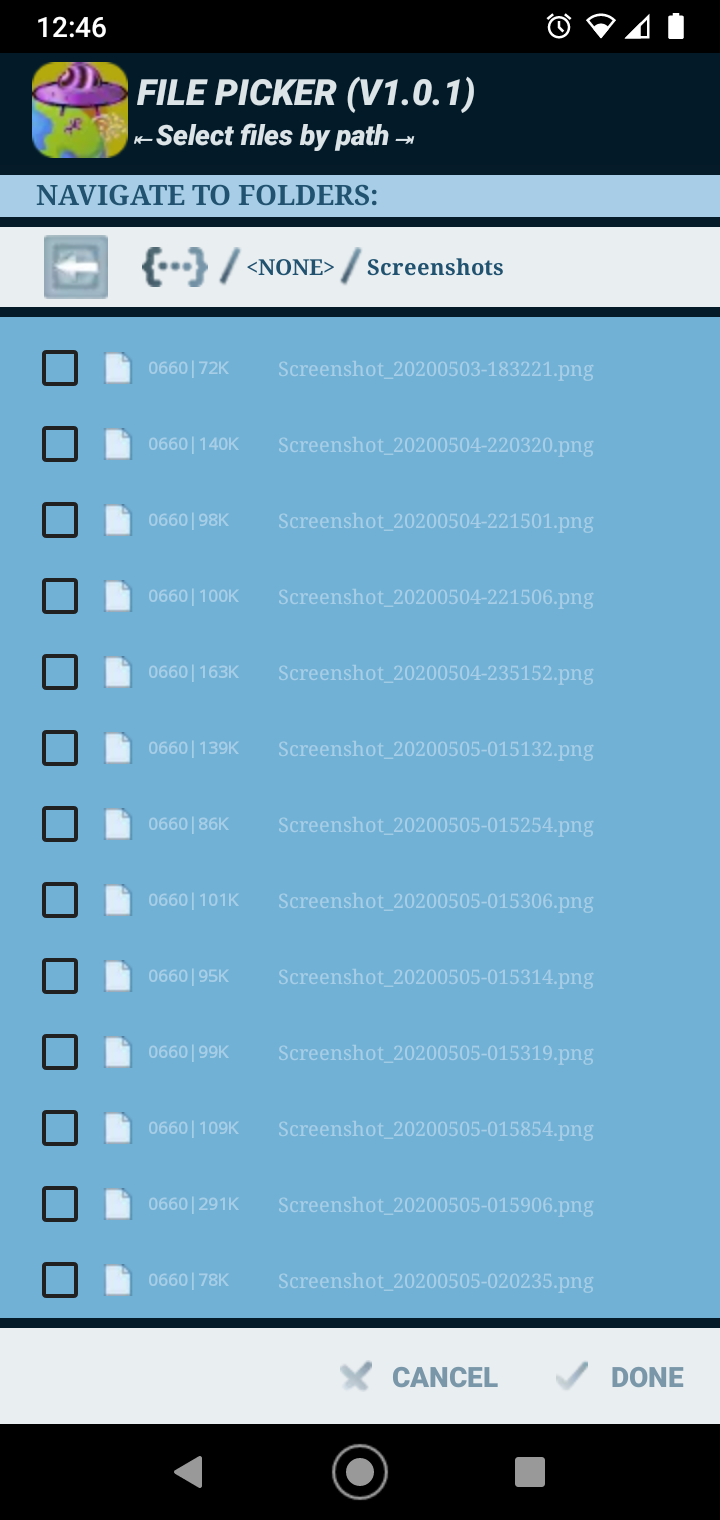 12:46
FILE PICKER (V1.0.1)
⇤ Select files by path ⇥
NAVIGATE TO FOLDERS:
{···} / <NONE> / Screenshots
0660|72K Screenshot_20200503-183221.png
0660|140K Screenshot_20200504-220320.png
0660|98K Screenshot_20200504-221501.png
0660|100K Screenshot_20200504-221506.png
0660|163K Screenshot_20200504-235152.png
0660|139K Screenshot_20200505-015132.png
0660|86K Screenshot_20200505-015254.png
0660|101K Screenshot_20200505-015306.png
0660|95K Screenshot_20200505-015314.png
0660|99K Screenshot_20200505-015319.png
0660|109K Screenshot_20200505-015854.png
0660|291K Screenshot_20200505-015906.png
0660|78K Screenshot_20200505-020235.png
CANCEL DONE